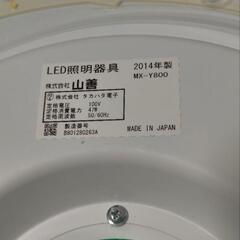 LED照明器具 2014年製
株式会社 山善 MX-Y800
株式会社 タカハタ電子
定格電圧 100V
定格消費電力 47W
定格周波数 50/60Hz
製造番号
B801280263A
MADE IN JAPAN